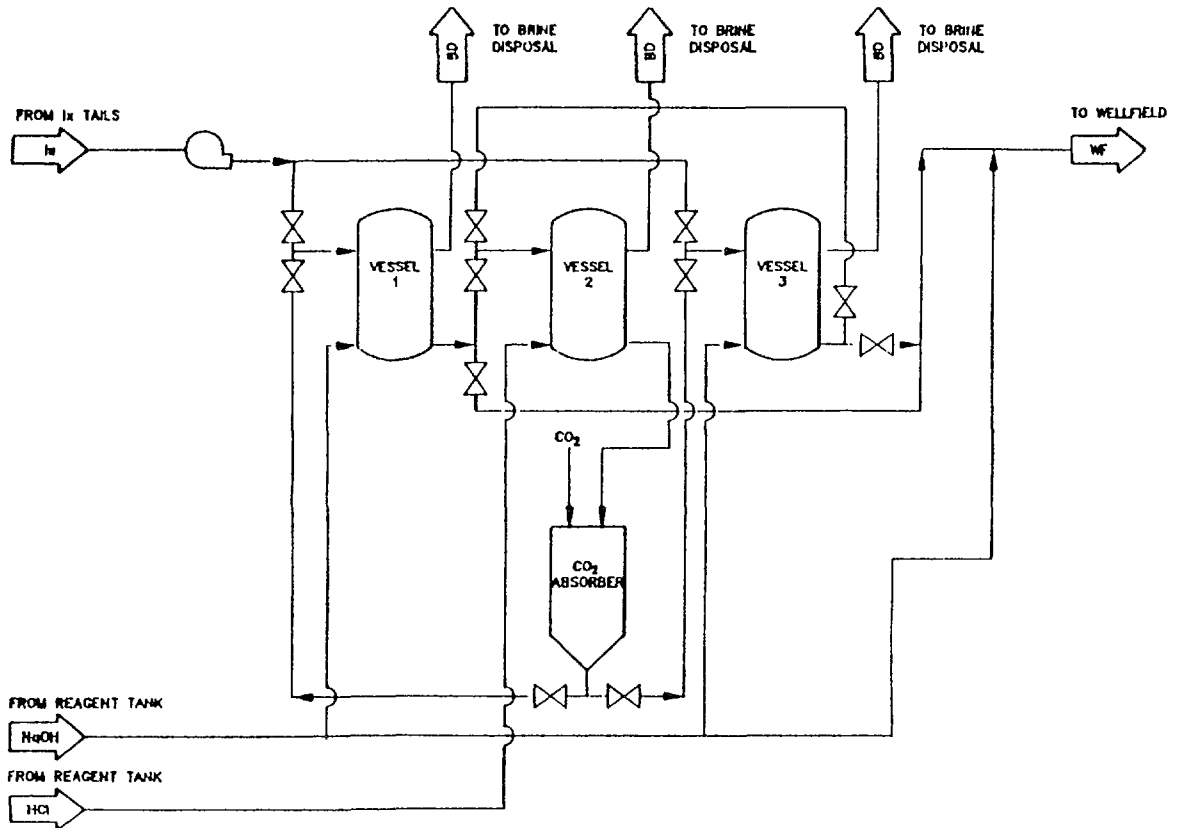 TO BRINE
DISPOSAL
TO BRINE
DISPOSAL
TO BRINE
DISPOSAL
BD
BD
BD
FROM Ix TAILS
Ix
TO WELLFIELD
WF
VESSEL
1
VESSEL
2
VESSEL
3
CO2
CO2
ABSORBER
FROM REAGENT TANK
NaOH
FROM REAGENT TANK
HCl